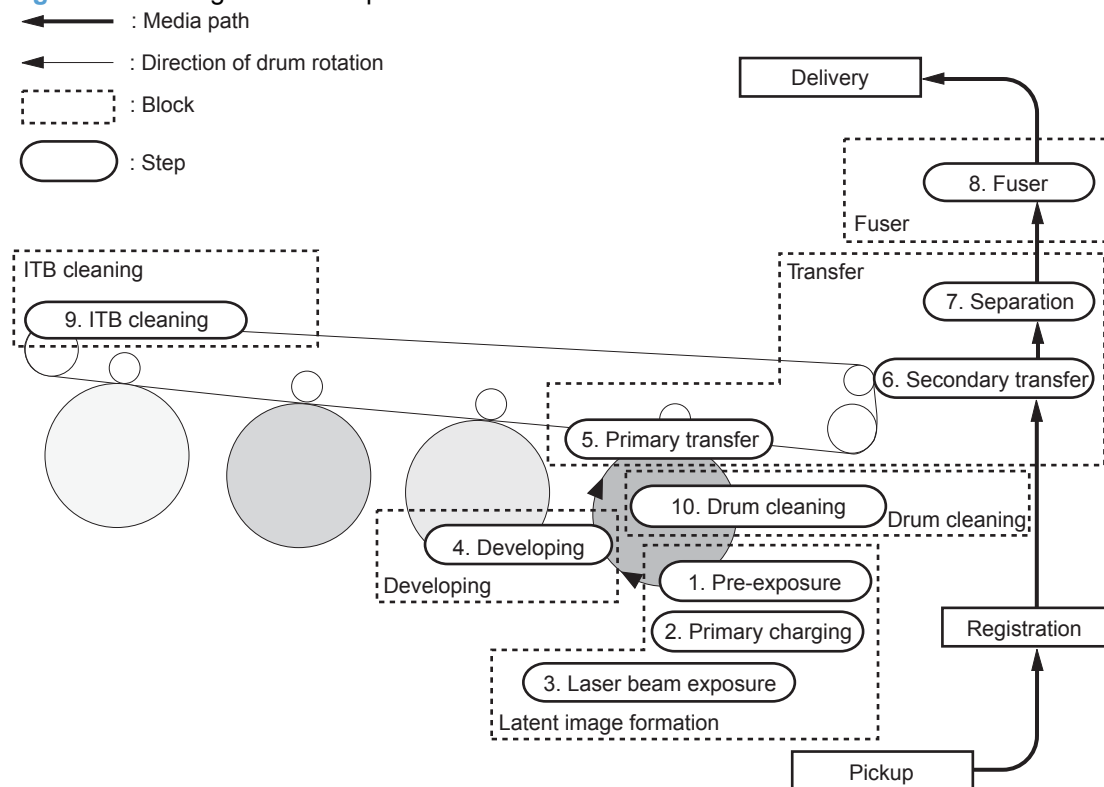 : Media path
: Direction of drum rotation
: Block
: Step
Delivery
8. Fuser
Fuser
ITB cleaning
Transfer
9. ITB cleaning
7. Separation
6. Secondary transfer
5. Primary transfer
10. Drum cleaning
Drum cleaning
4. Developing
Developing
1. Pre-exposure
2. Primary charging
Registration
3. Laser beam exposure
Latent image formation
Pickup